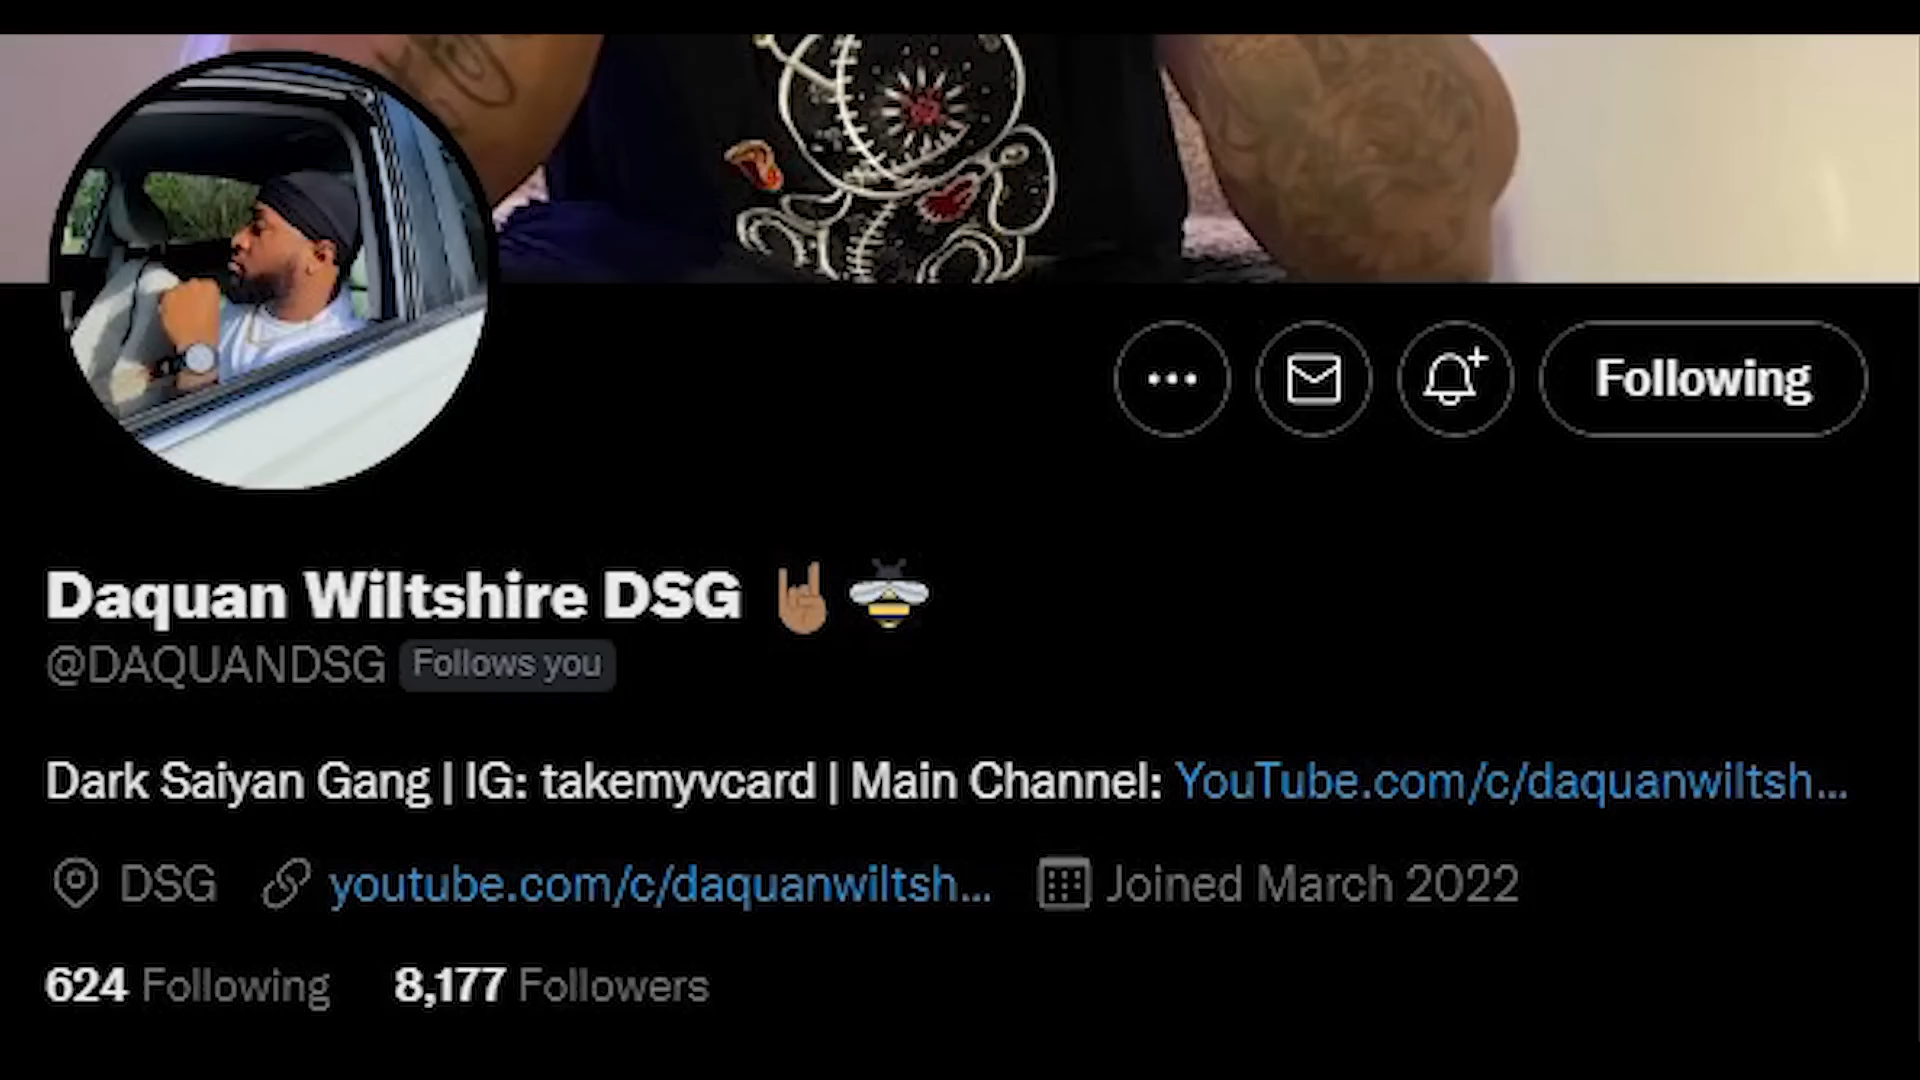 Following
Daquan Wiltshire DSG 🤘🏽 🐝
@DAQUANDSG Follows you
Dark Saiyan Gang | IG: takemyvcard | Main Channel: YouTube.com/c/daquanwiltsh...
DSG youtube.com/c/daquanwiltsh... Joined March 2022
624 Following 8,177 Followers